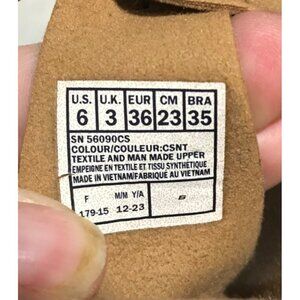 U.S. U.K. EUR CM BRA
6 3 36 23 35
SN 56090CS
COLOUR/COULEUR:CSNT
TEXTILE AND MAN MADE UPPER
EMPEIGNE EN TEXTILE ET TISSU SYNTHÉTIQUE
MADE IN VIETNAM/FABRIQUÉ AU VIETNAM
F M/M Y/A
179-15 12-23